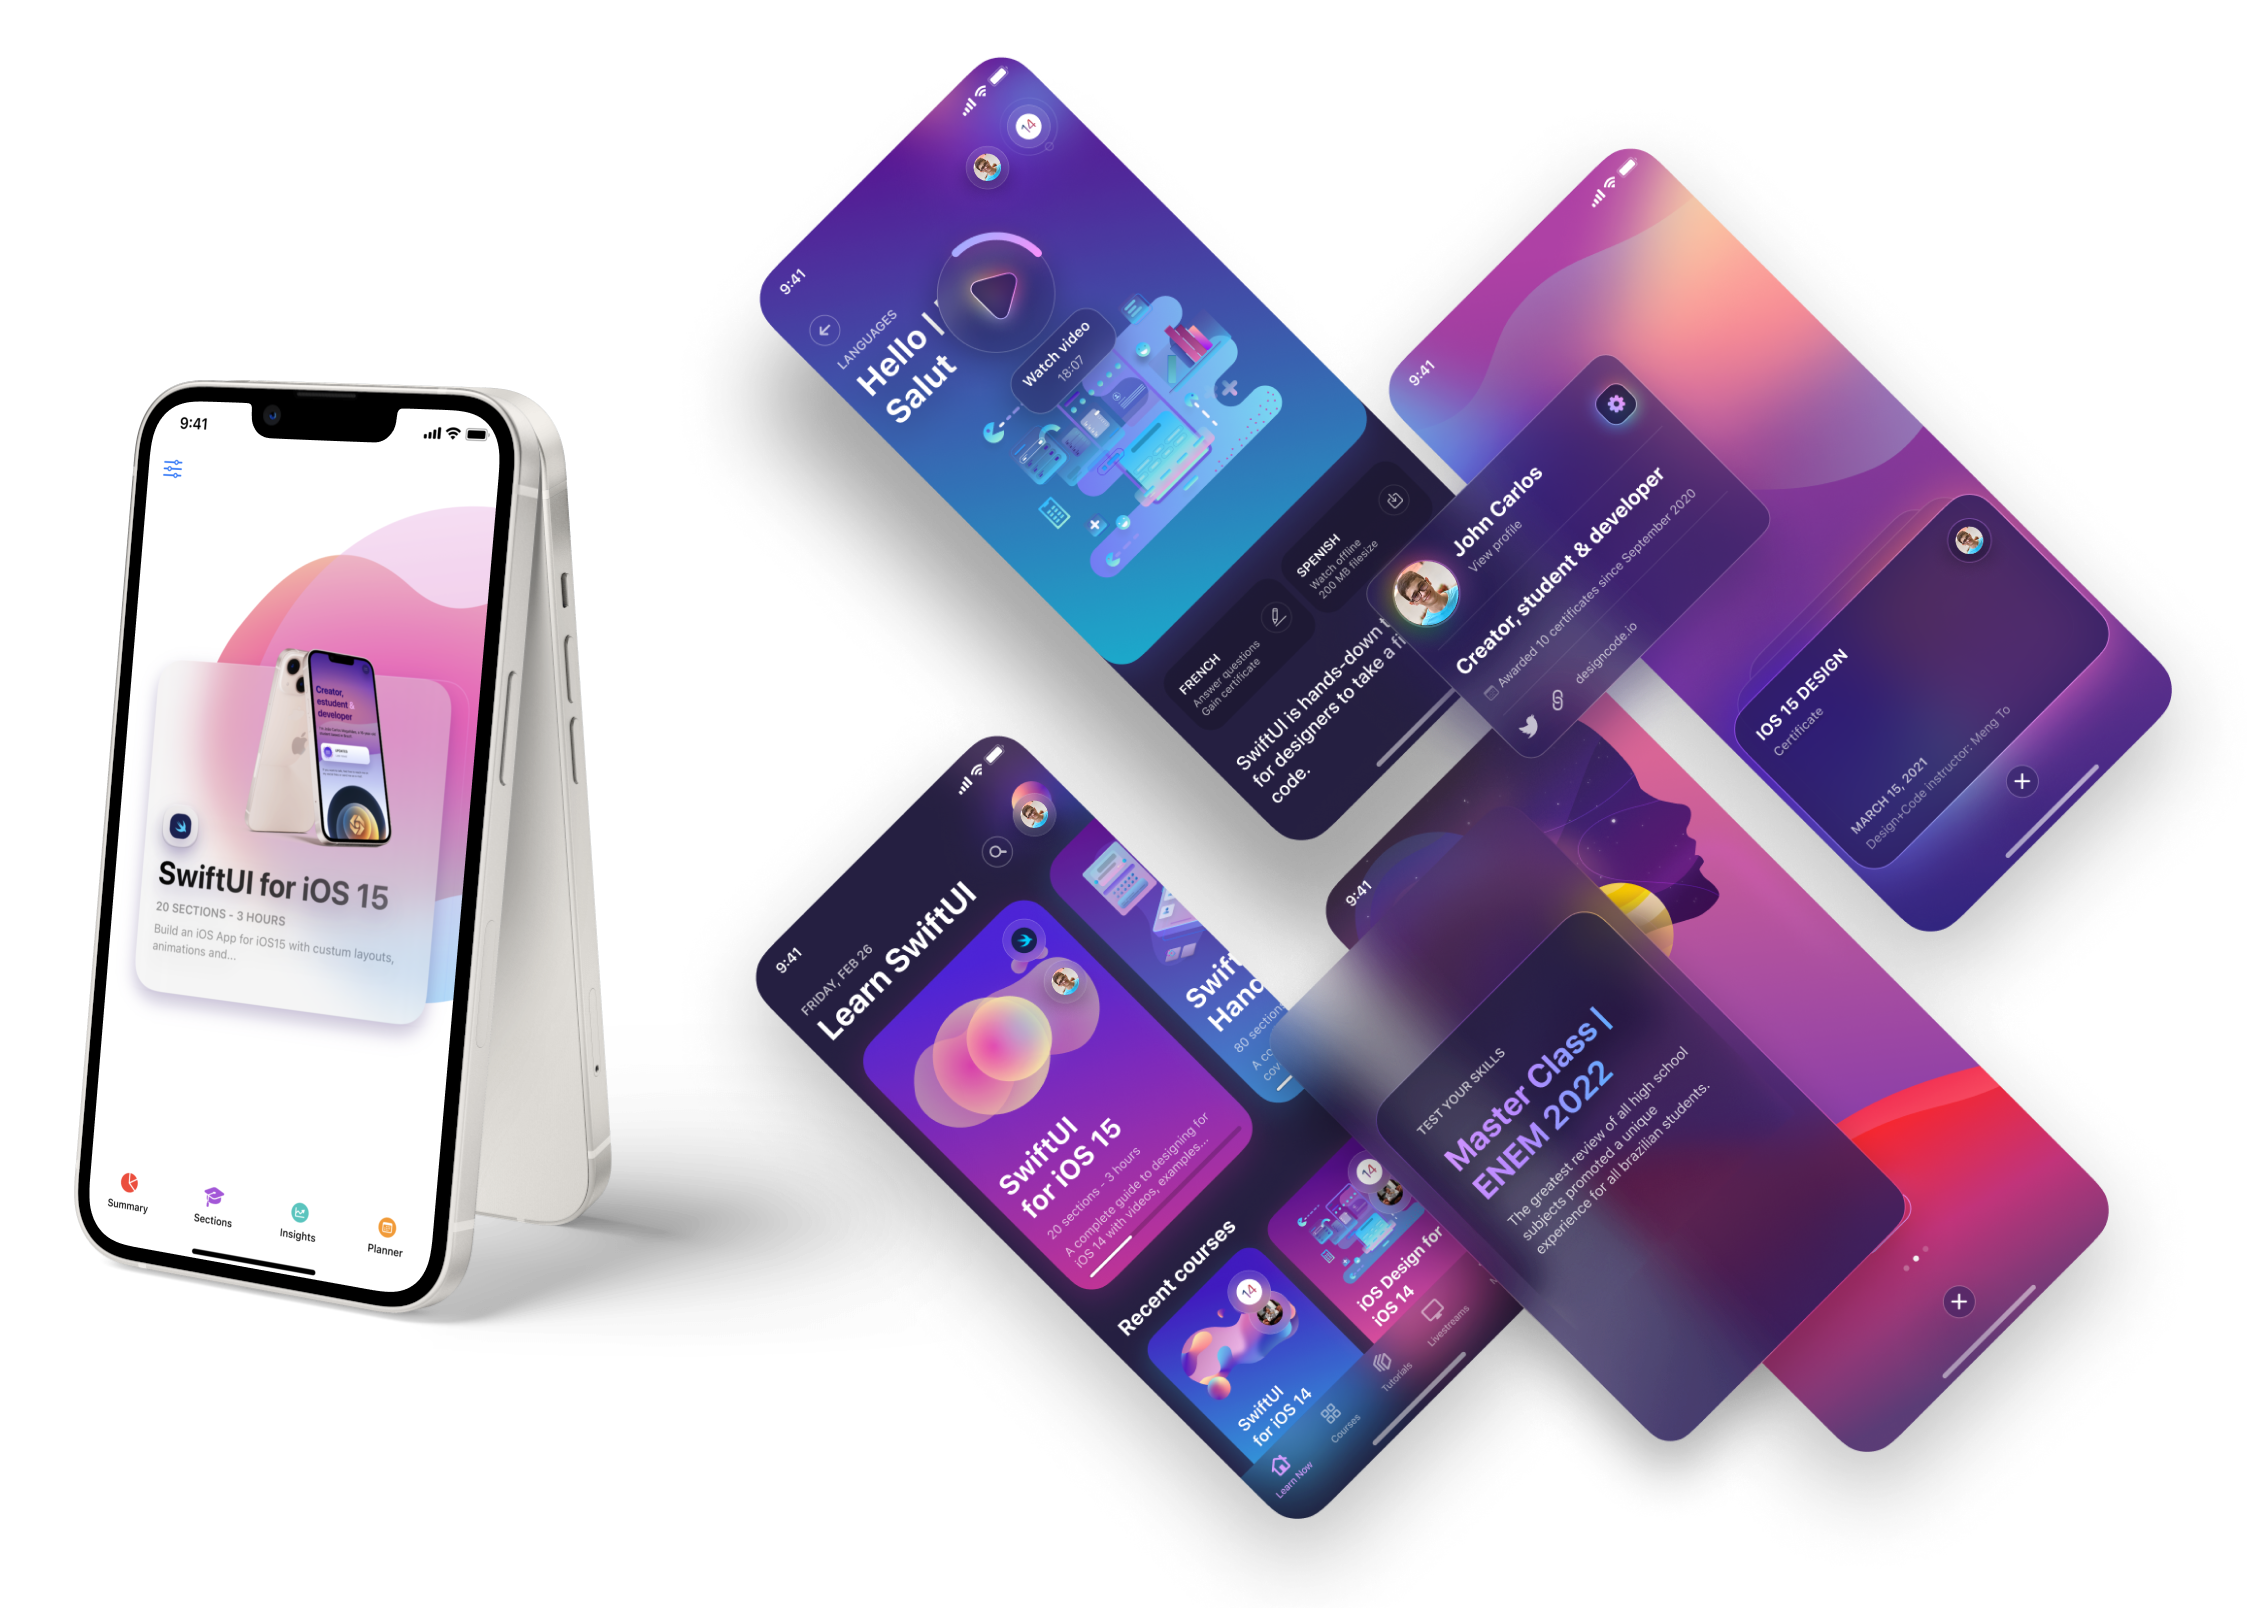 9:41
Creator,
estudent &
developer
SwiftUI for iOS 15
20 SECTIONS - 3 HOURS
Build an iOS App for iOS15 with custum layouts,
animations and...
Summary
Sections
Insights
Planner
9:41
14
LANGUAGES
Hello |
Salut
Watch video
18:07
FRENCH
Answer questions
Gain certificate
SPENISH
Watch offline
200 MB filesize
SwiftUI is hands-down
for designers to take a
code.
9:41
John Carlos
View profile
Creator, student & developer
Awarded 10 certificates since September 2020
designcode.io
IOS 15 DESIGN
Certificate
MARCH 15, 2021
Design+Code instructor: Meng To
9:41
FRIDAY, FEB 26
Learn SwiftUI
SwiftUI
for iOS 15
20 sections - 3 hours
A complete guide to designing for
iOS 14 with videos, examples...
Swift
Hand
80 section
A co
cov
Recent courses
14
SwiftUI
for iOS 14
14
iOS Design for
iOS 14
Learn Now
Courses
Tutorials
Livestreams
9:41
TEST YOUR SKILLS
Master Class |
ENEM 2022
The greatest review of all high school
subjects promoted a unique
experience for all brazilian students.